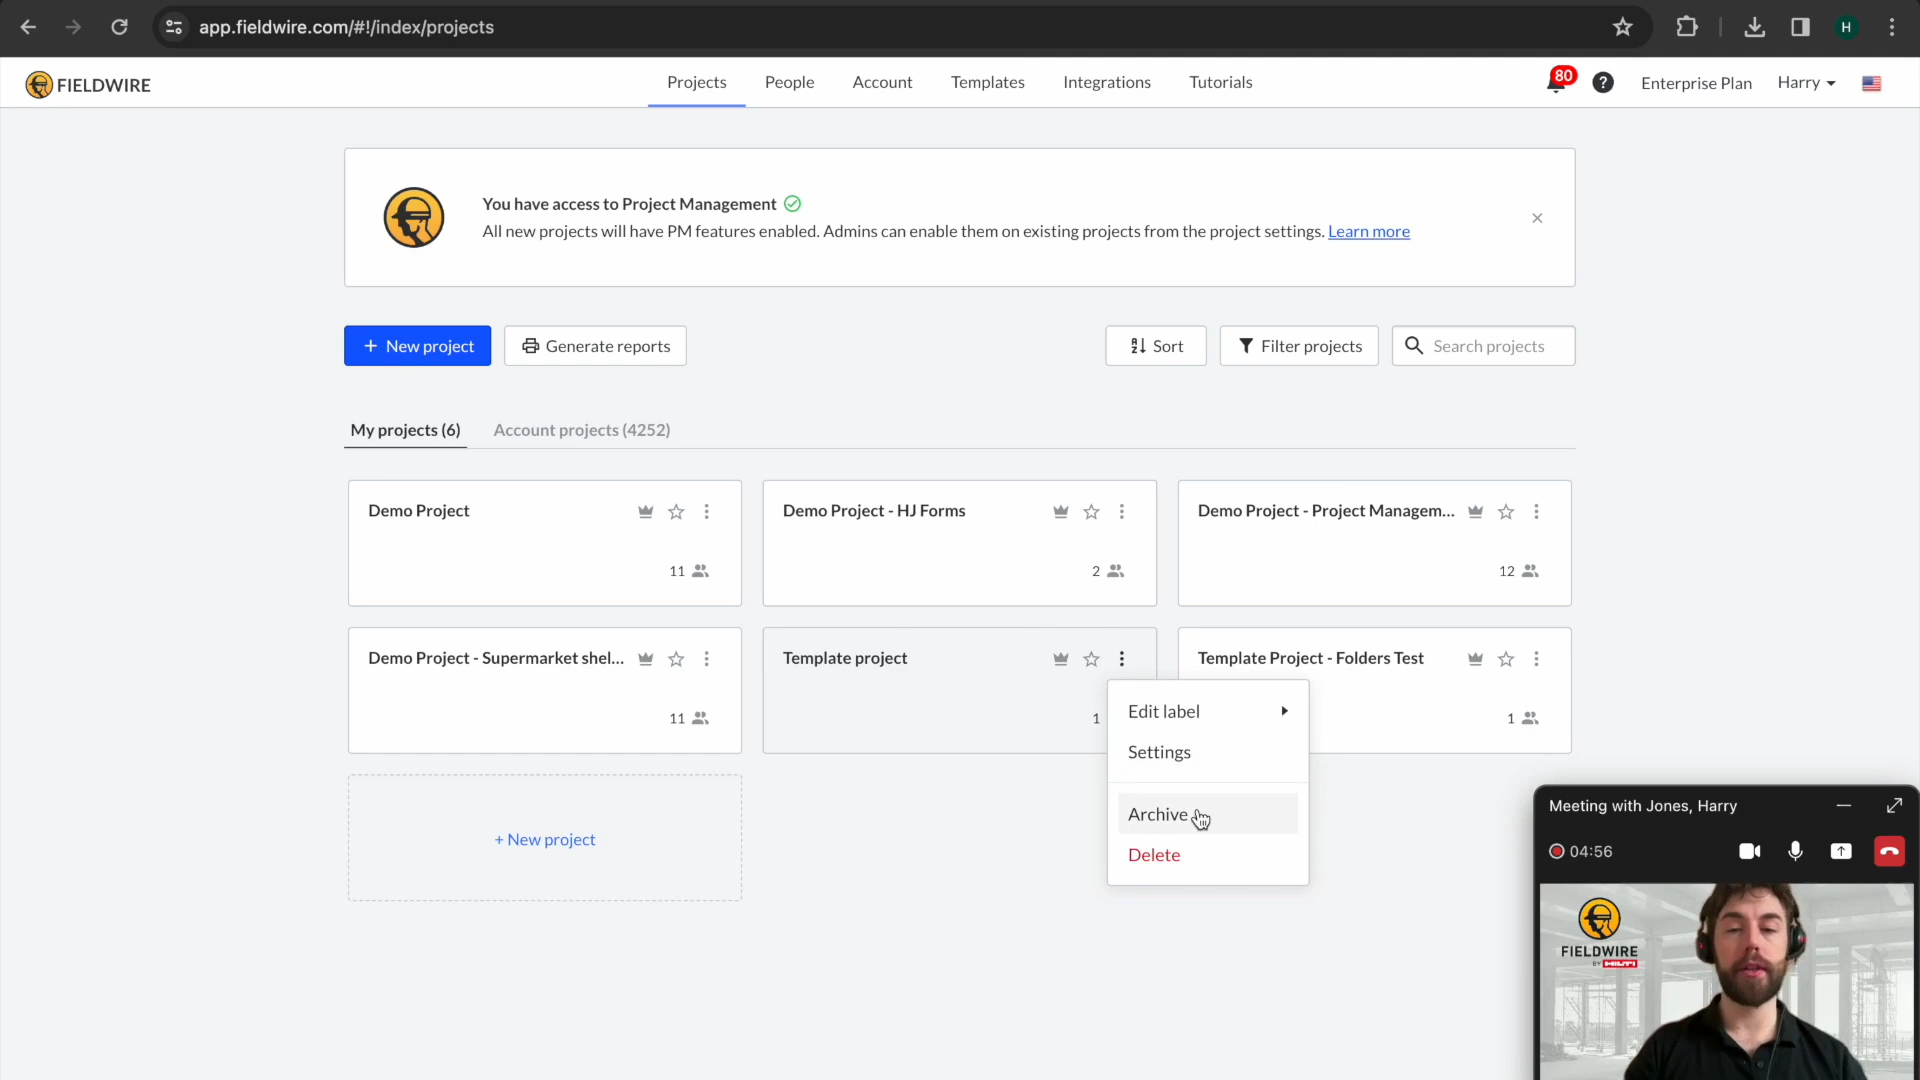 app.fieldwire.com/#!/index/projects
H
FIELDWIRE
Projects
People
Account
Templates
Integrations
Tutorials
80
?
Enterprise Plan
Harry
You have access to Project Management
All new projects will have PM features enabled. Admins can enable them on existing projects from the project settings. Learn more
+ New project
Generate reports
Sort
Filter projects
Search projects
My projects (6)
Account projects (4252)
Demo Project
11
Demo Project - HJ Forms
2
Demo Project - Project Managem...
12
Demo Project - Supermarket shel...
11
Template project
1
Template Project - Folders Test
1
Edit label
Settings
Archive
Delete
+ New project
Meeting with Jones, Harry
04:56
FIELDWIRE
BY HILTI